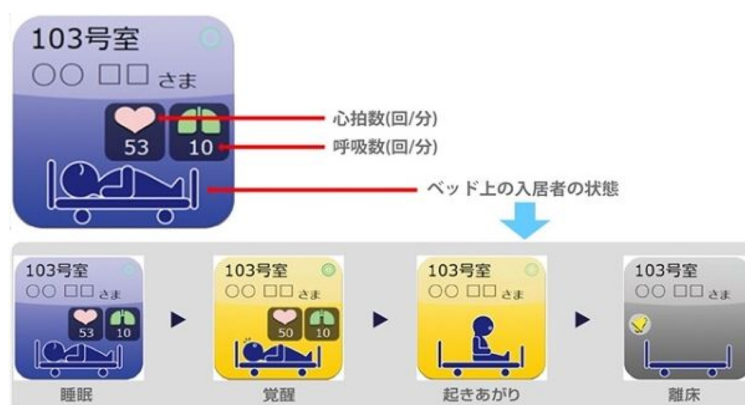 103号室
○○ □□ さま
53
10
心拍数(回/分)
呼吸数(回/分)
ベッド上の入居者の状態
103号室
○○ □□ さま
53
10
睡眠
103号室
○○ □□ さま
50
10
覚醒
103号室
○○ □□ さま
起きあがり
103号室
○○ □□ さま
離床